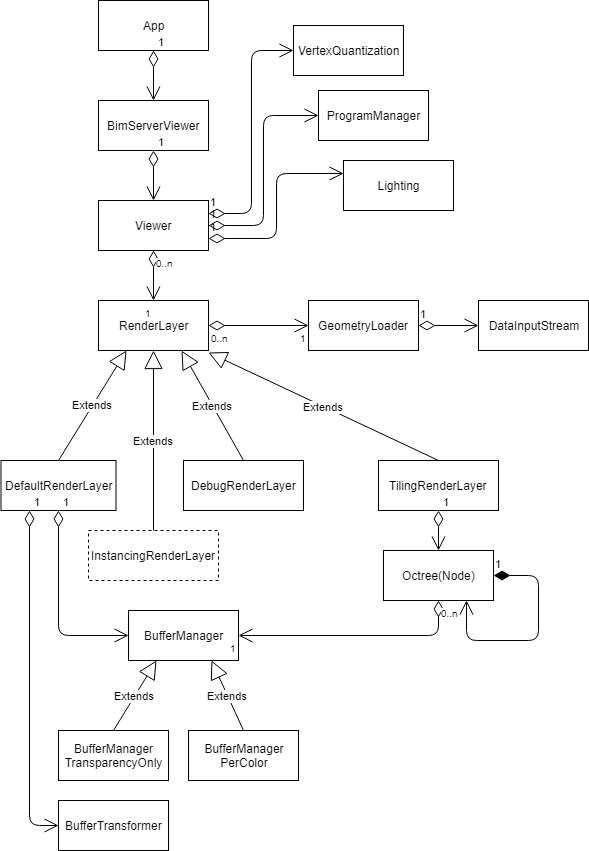 App
1
VertexQuantization
ProgramManager
BimServerViewer
1
Lighting
Viewer
1
1
1
0..n
1
RenderLayer
0..n
1
GeometryLoader
1
DataInputStream
Extends
Extends
Extends
Extends
DefaultRenderLayer
1
1
DebugRenderLayer
TilingRenderLayer
1
InstancingRenderLayer
Octree(Node)
1
0..n
BufferManager
1
Extends
Extends
BufferManager
TransparencyOnly
BufferManager
PerColor
BufferTransformer